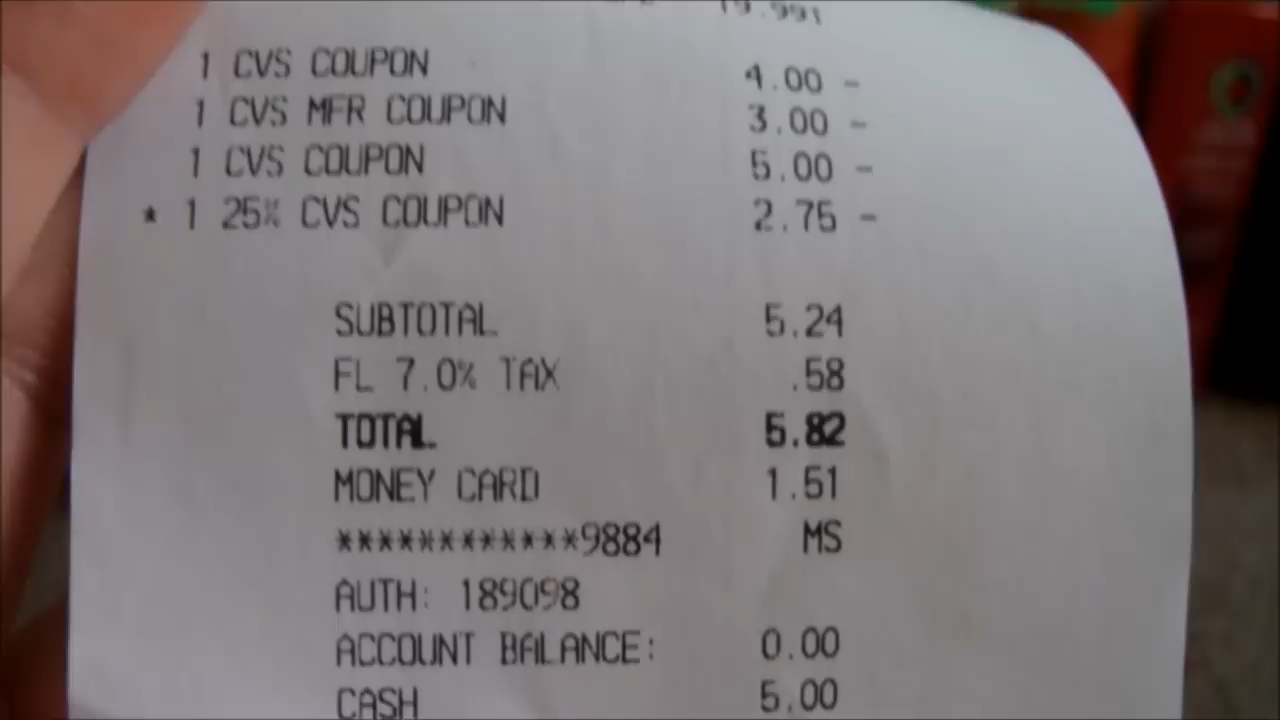 19.99T
1 CVS COUPON 4.00 -
1 CVS MFR COUPON 3.00 -
1 CVS COUPON 5.00 -
* 1 25% CVS COUPON 2.75 -
SUBTOTAL 5.24
FL 7.0% TAX .58
TOTAL 5.82
MONEY CARD 1.51
************9884 MS
AUTH: 189098
ACCOUNT BALANCE: 0.00
CASH 5.00